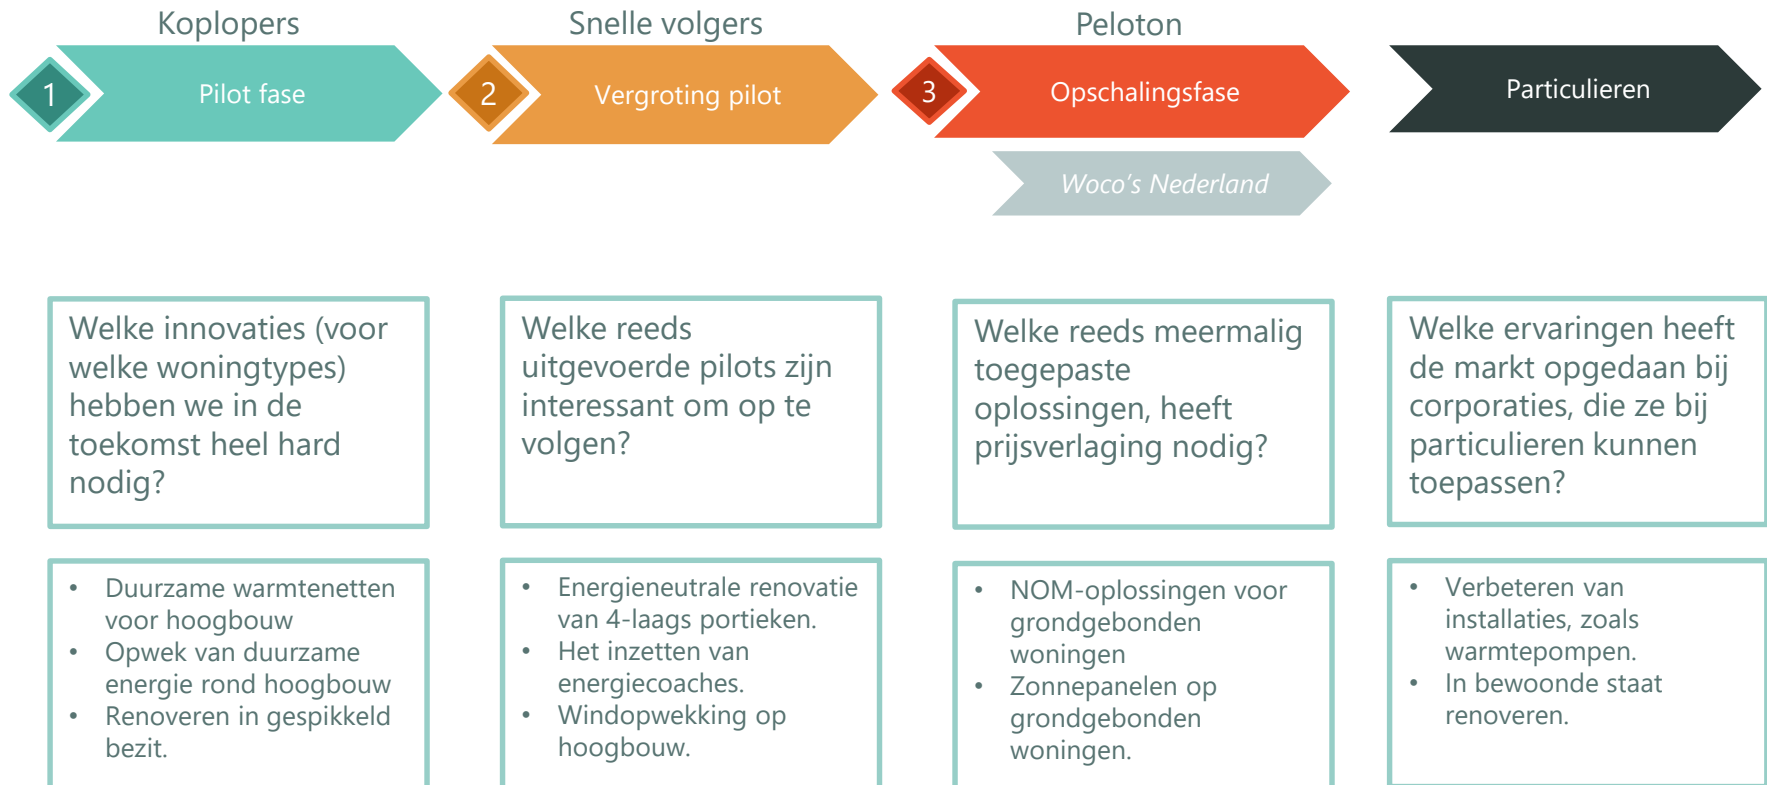 Koplopers
Snelle volgers
Peloton
1
Pilot fase
2
Vergroting pilot
3
Opschalingsfase
Particulieren
Woco's Nederland
Welke innovaties (voor
welke woningtypes)
hebben we in de
toekomst heel hard
nodig?
Welke reeds
uitgevoerde pilots zijn
interessant om op te
volgen?
Welke reeds meermalig
toegepaste
oplossingen, heeft
prijsverlaging nodig?
Welke ervaringen heeft
de markt opgedaan bij
corporaties, die ze bij
particulieren kunnen
toepassen?
• Duurzame warmtenetten
voor hoogbouw
• Opwek van duurzame
energie rond hoogbouw
• Renoveren in gespikkeld
bezit.
• Energieneutrale renovatie
van 4-laags portieken.
• Het inzetten van
energiecoaches.
• Windopwekking op
hoogbouw.
• NOM-oplossingen voor
grondgebonden
woningen
• Zonnepanelen op
grondgebonden
woningen.
• Verbeteren van
installaties, zoals
warmtepompen.
• In bewoonde staat
renoveren.